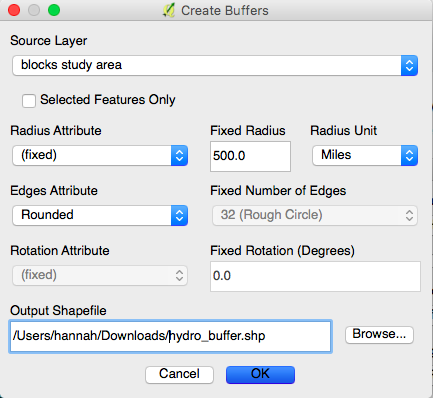 Create Buffers
Source Layer
blocks study area
Selected Features Only
Radius Attribute Fixed Radius Radius Unit
(fixed) 500.0 Miles
Edges Attribute Fixed Number of Edges
Rounded 32 (Rough Circle)
Rotation Attribute Fixed Rotation (Degrees)
(fixed) 0.0
Output Shapefile
/Users/hannah/Downloads/hydro_buffer.shp Browse...
Cancel OK